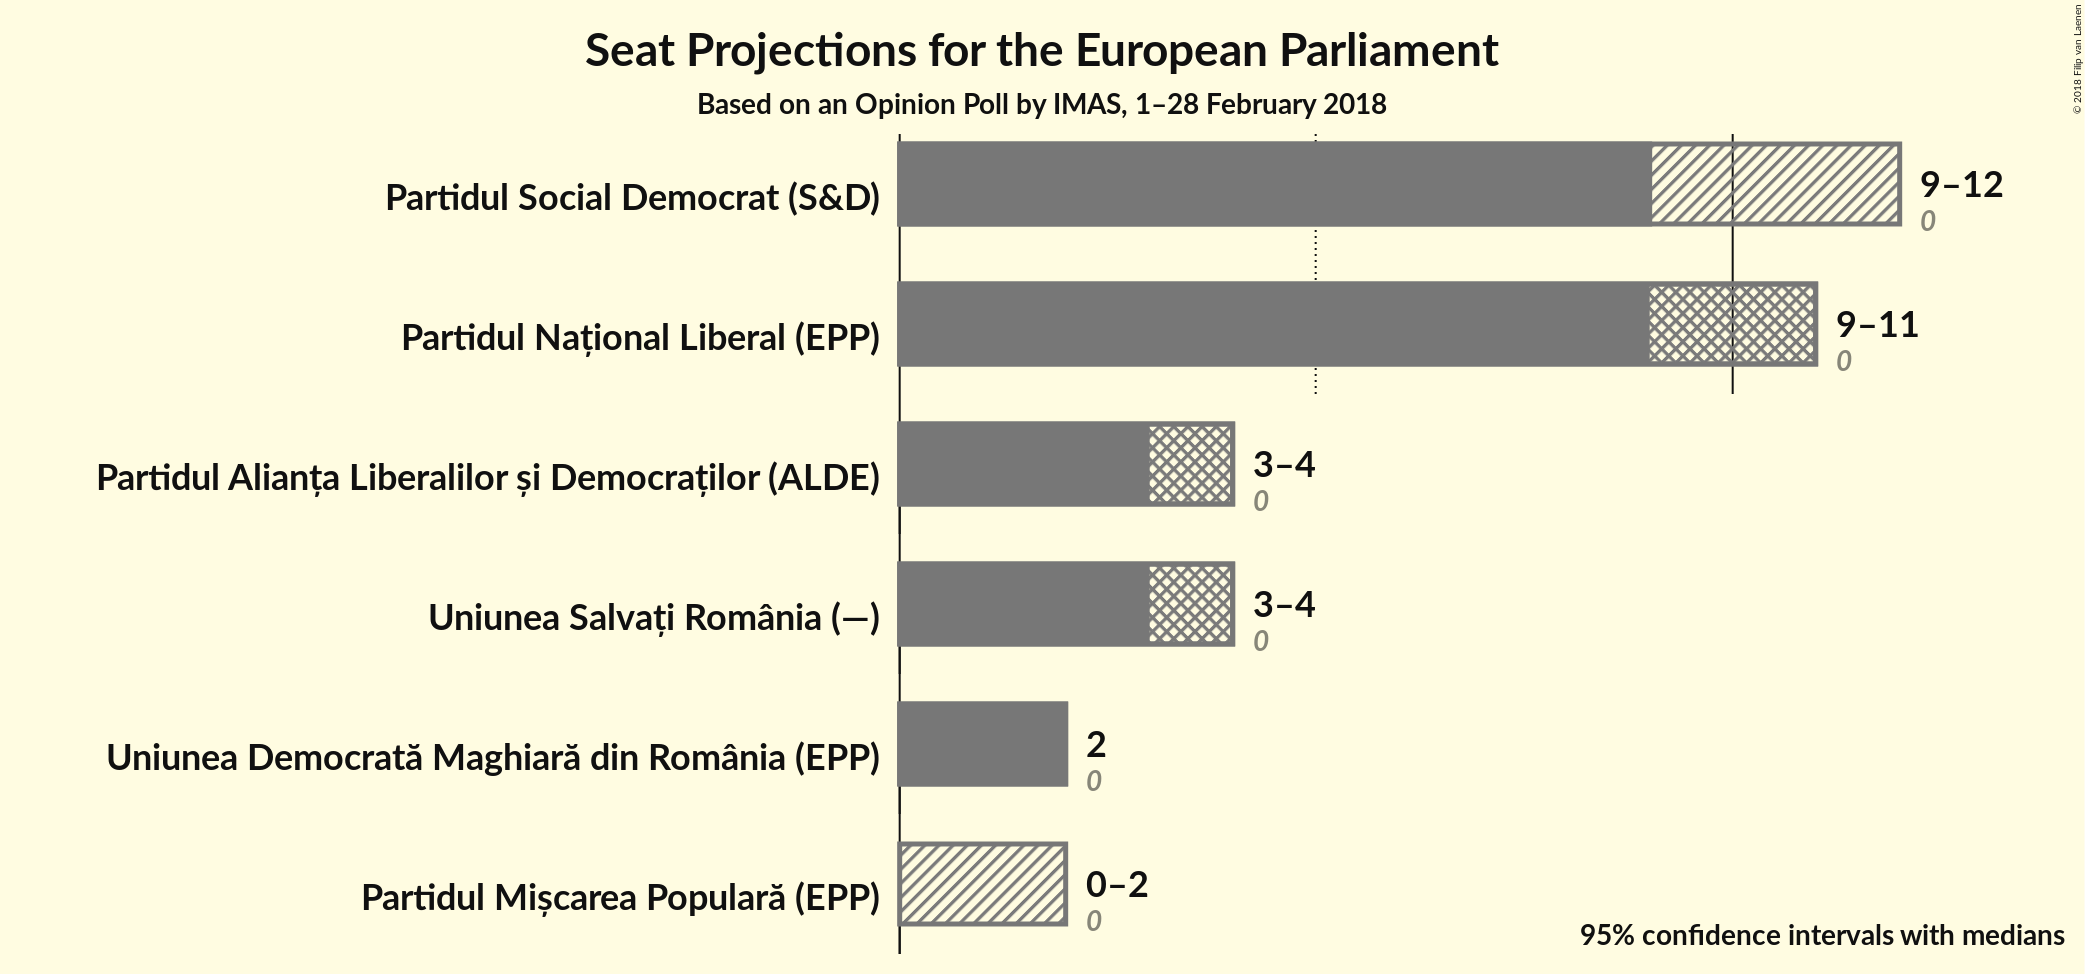 Seat Projections for the European Parliament
Based on an Opinion Poll by IMAS, 1–28 February 2018
© 2018 Filip van Laenen
Partidul Social Democrat (S&D)
9–12
0
Partidul Național Liberal (EPP)
9–11
0
Partidul Alianța Liberalilor și Democraților (ALDE)
3–4
0
Uniunea Salvați România (—)
3–4
0
Uniunea Democrată Maghiară din România (EPP)
2
0
Partidul Mișcarea Populară (EPP)
0–2
0
95% confidence intervals with medians